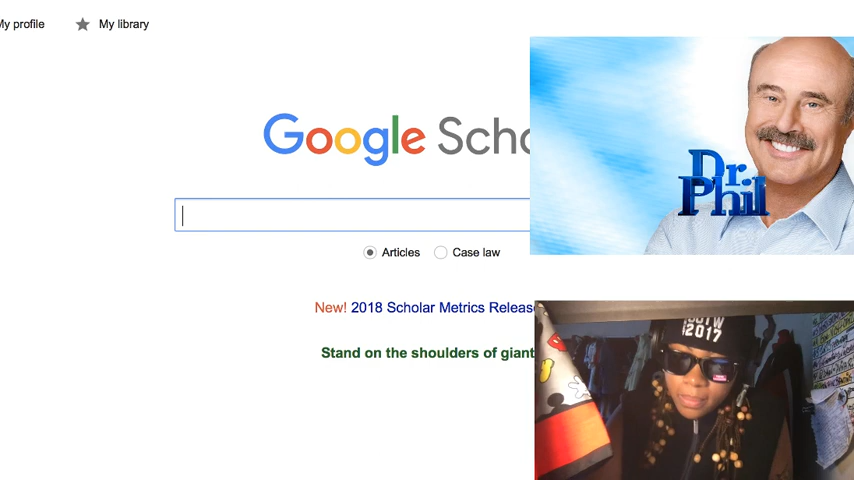 My profile
My library
Google Scho
Articles
Case law
New! 2018 Scholar Metrics Release
Stand on the shoulders of giant
Dr.
Phil
2017